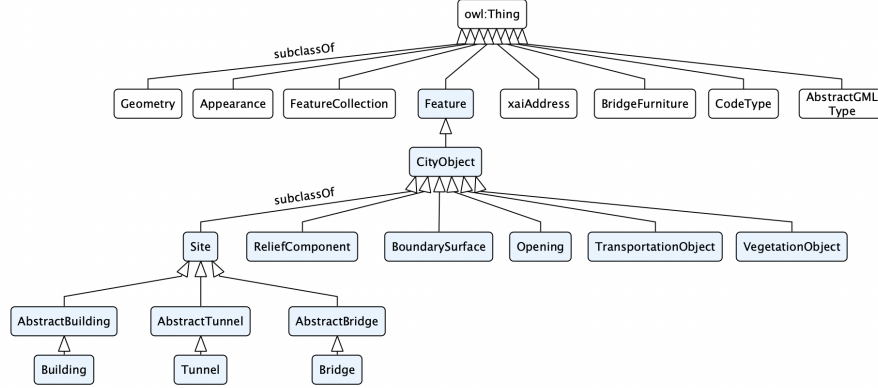 owl:Thing
subclassOf
Geometry
Appearance
FeatureCollection
Feature
xaiAddress
BridgeFurniture
CodeType
AbstractGML
Type
CityObject
subclassOf
Site
ReliefComponent
BoundarySurface
Opening
TransportationObject
VegetationObject
AbstractBuilding
AbstractTunnel
AbstractBridge
Building
Tunnel
Bridge